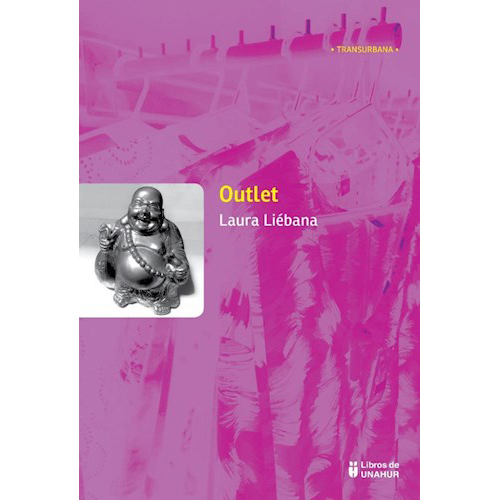 • TRANSURBANA •
Outlet
Laura Liébana
Libros de
UNAHUR